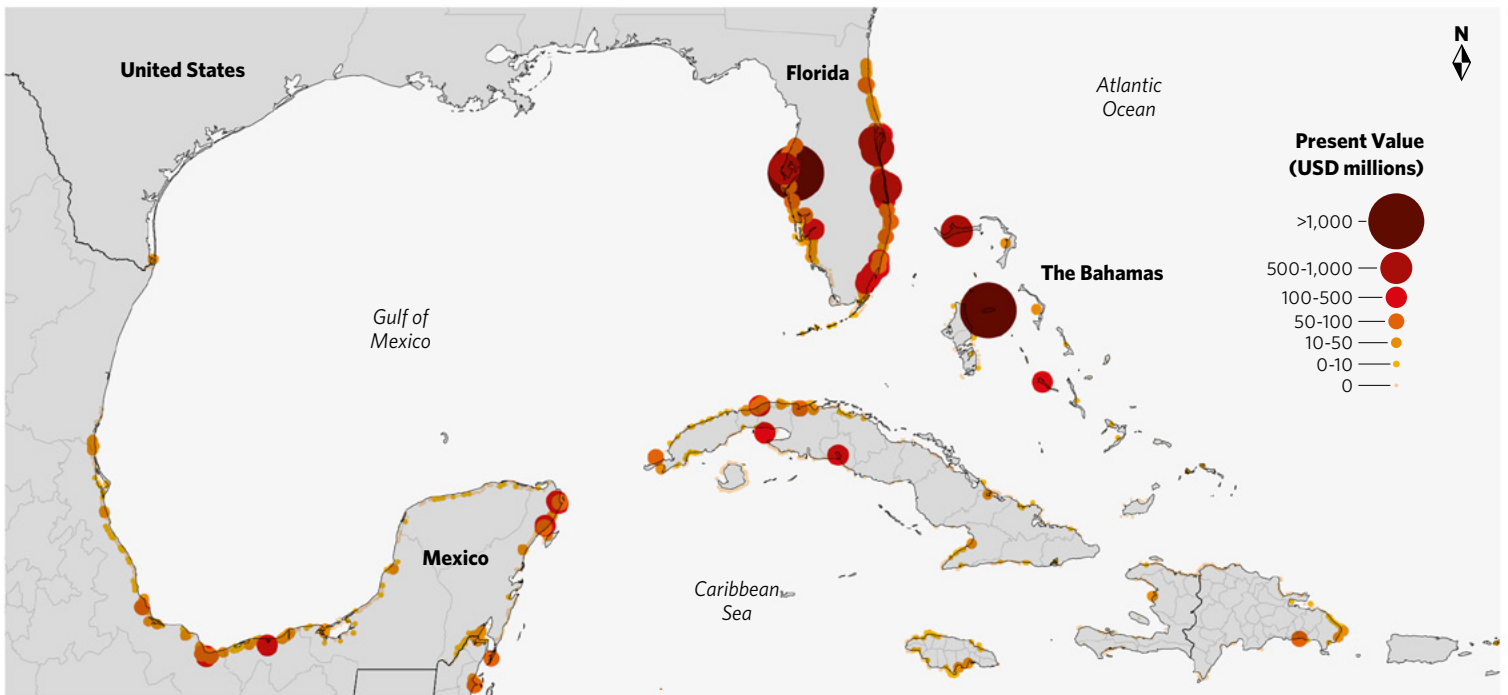 United States
Florida
Atlantic
Ocean
N
Present Value
(USD millions)
>1,000
500-1,000
100-500
50-100
10-50
0-10
0
The Bahamas
Gulf of
Mexico
Mexico
Caribbean
Sea